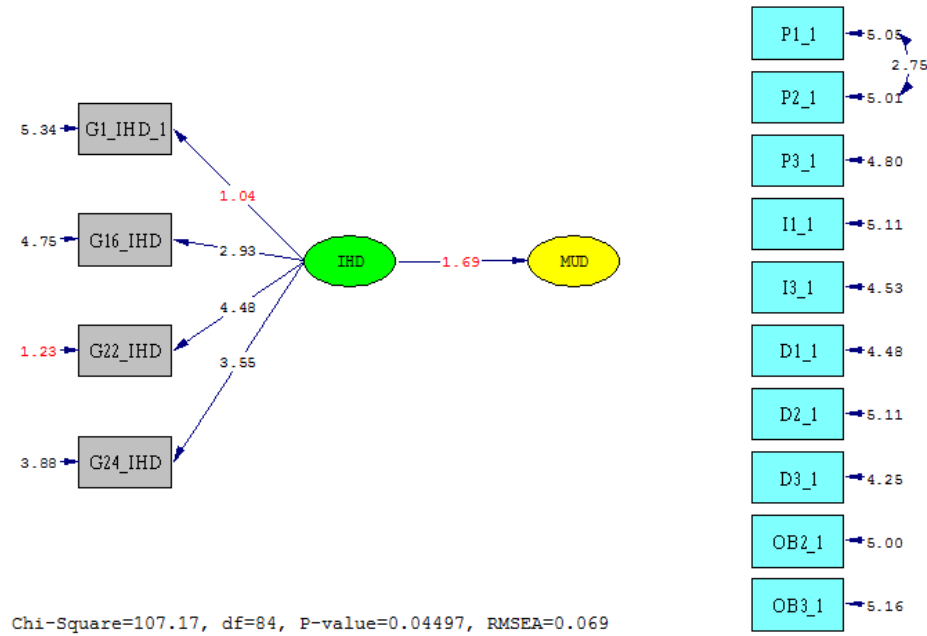 P1_1
5.05
2.75
P2_1
5.01
5.34
G1_IHD_1
P3_1
4.80
1.04
I1_1
5.11
4.75
G16_IHD
2.93
IHD
1.69
MUD
I3_1
4.53
4.48
1.23
G22_IHD
D1_1
4.48
3.55
D2_1
5.11
3.88
G24_IHD
D3_1
4.25
OB2_1
5.00
OB3_1
5.16
Chi-Square=107.17, df=84, P-value=0.04497, RMSEA=0.069